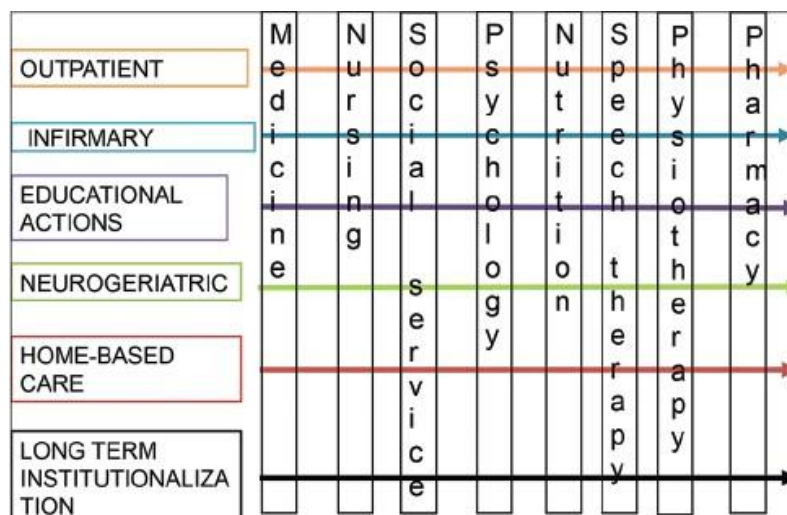 OUTPATIENT
INFIRMARY
EDUCATIONAL
ACTIONS
NEUROGERIATRIC
HOME-BASED
CARE
LONG TERM
INSTITUTIONALIZA
TION
Medicine
Nursing
Social service
Psychology
Nutrition
Speech therapy
Physiotherapy
Pharmacy